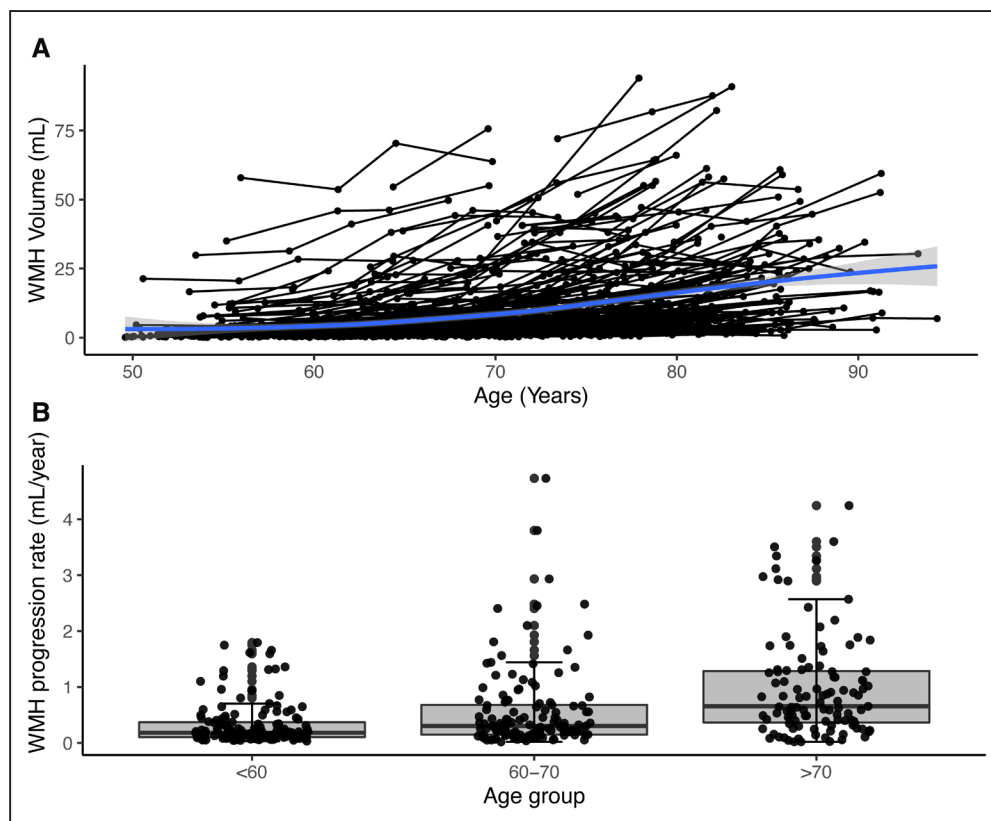 A
WMH Volume (mL)
75
50
25
0
50 60 70 80 90
Age (Years)
B
WMH progression rate (mL/year)
4
3
2
1
0
<60 60–70 >70
Age group